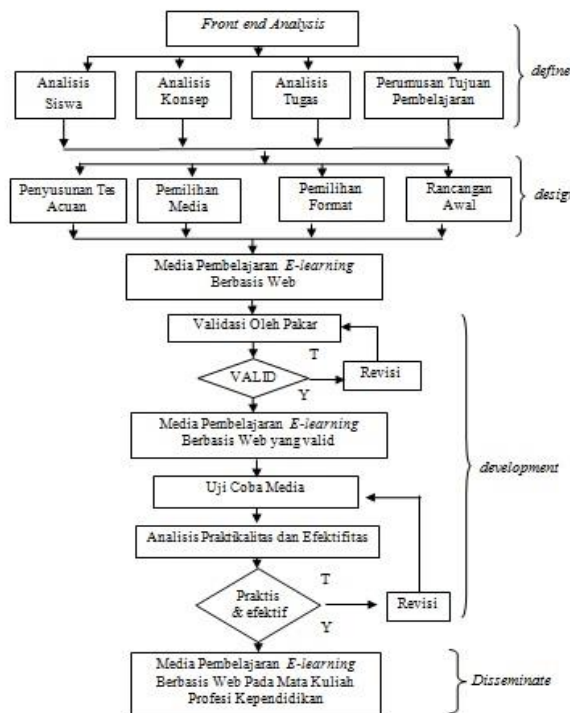 Front end Analysis
define
Analisis
Siswa
Analisis
Konsep
Analisis
Tugas
Perumusan Tujuan
Pembelajaran
Penyusunan Tes
Acuan
Pemilihan
Media
Pemilihan
Format
Rancangan
Awal
desig
Media Pembelajaran E-learning
Berbasis Web
Validasi Oleh Pakar
T
VALID
Revisi
Y
Media Pembelajaran E-learning
Berbasis Web yang valid
development
Uji Coba Media
Analisis Praktikalitas dan Efektifitas
T
Praktis
& efektif
Revisi
Y
Media Pembelajaran E-learning
Berbasis Web Pada Mata Kuliah
Profesi Kependidikan
Disseminate